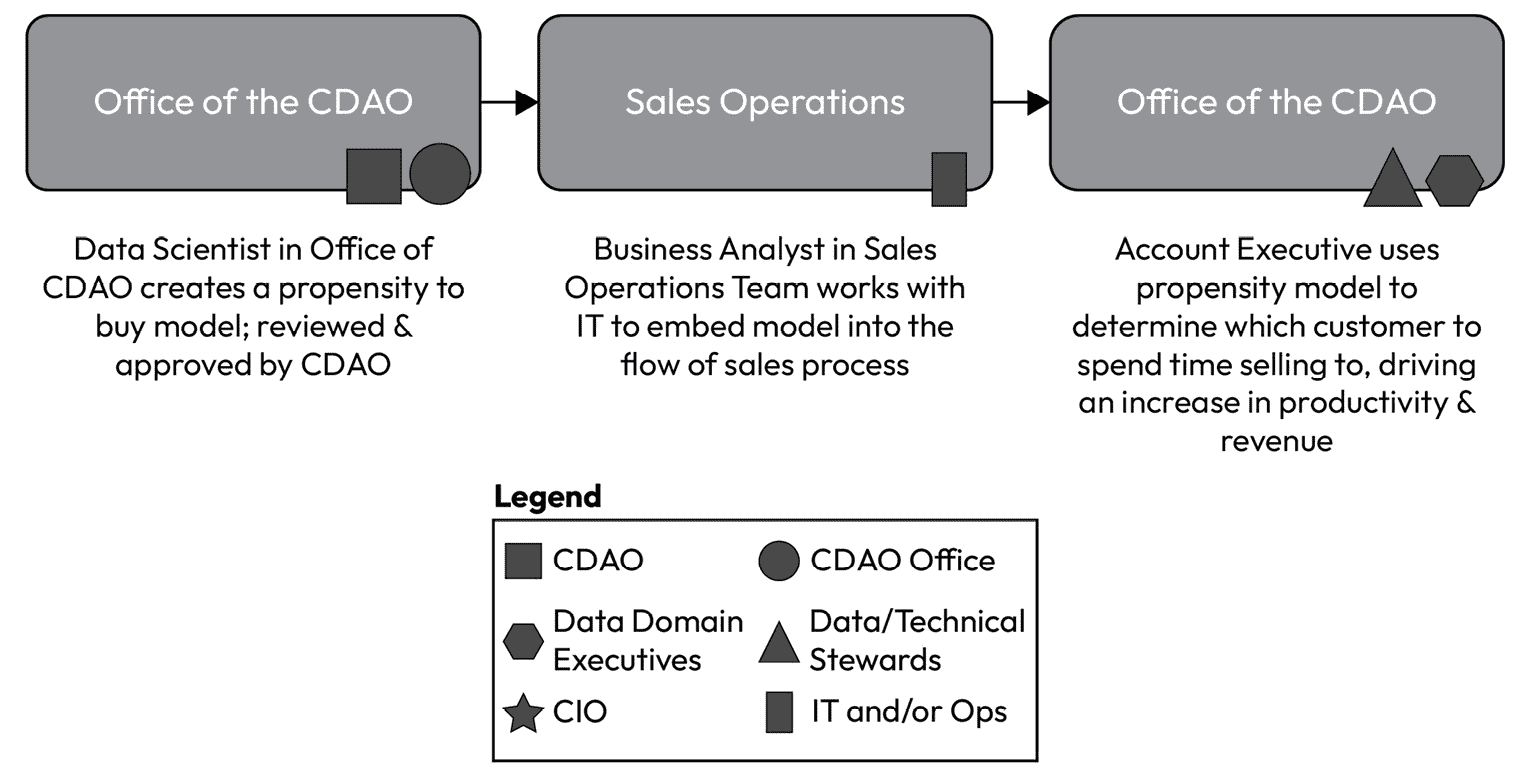 Office of the CDAO
Sales Operations
Office of the CDAO
Data Scientist in Office of
CDAO creates a propensity to
buy model; reviewed &
approved by CDAO
Business Analyst in Sales
Operations Team works with
IT to embed model into the
flow of sales process
Account Executive uses
propensity model to
determine which customer to
spend time selling to, driving
an increase in productivity &
revenue
Legend
CDAO
CDAO Office
Data Domain
Executives
Data/Technical
Stewards
CIO
IT and/or Ops